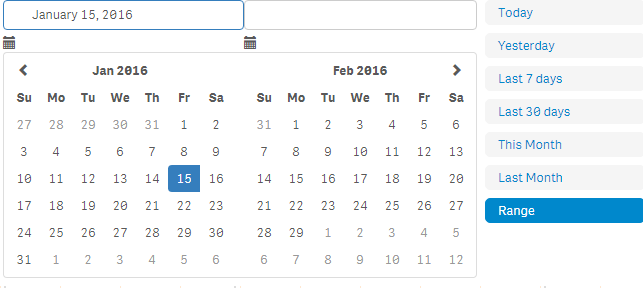 January 15, 2016
Jan 2016
Su Mo Tu We Th Fr Sa
27 28 29 30 31 1 2
3 4 5 6 7 8 9
10 11 12 13 14 15 16
17 18 19 20 21 22 23
24 25 26 27 28 29 30
31 1 2 3 4 5 6
Feb 2016
Su Mo Tu We Th Fr Sa
31 1 2 3 4 5 6
7 8 9 10 11 12 13
14 15 16 17 18 19 20
21 22 23 24 25 26 27
28 29 1 2 3 4 5
6 7 8 9 10 11 12
Today
Yesterday
Last 7 days
Last 30 days
This Month
Last Month
Range